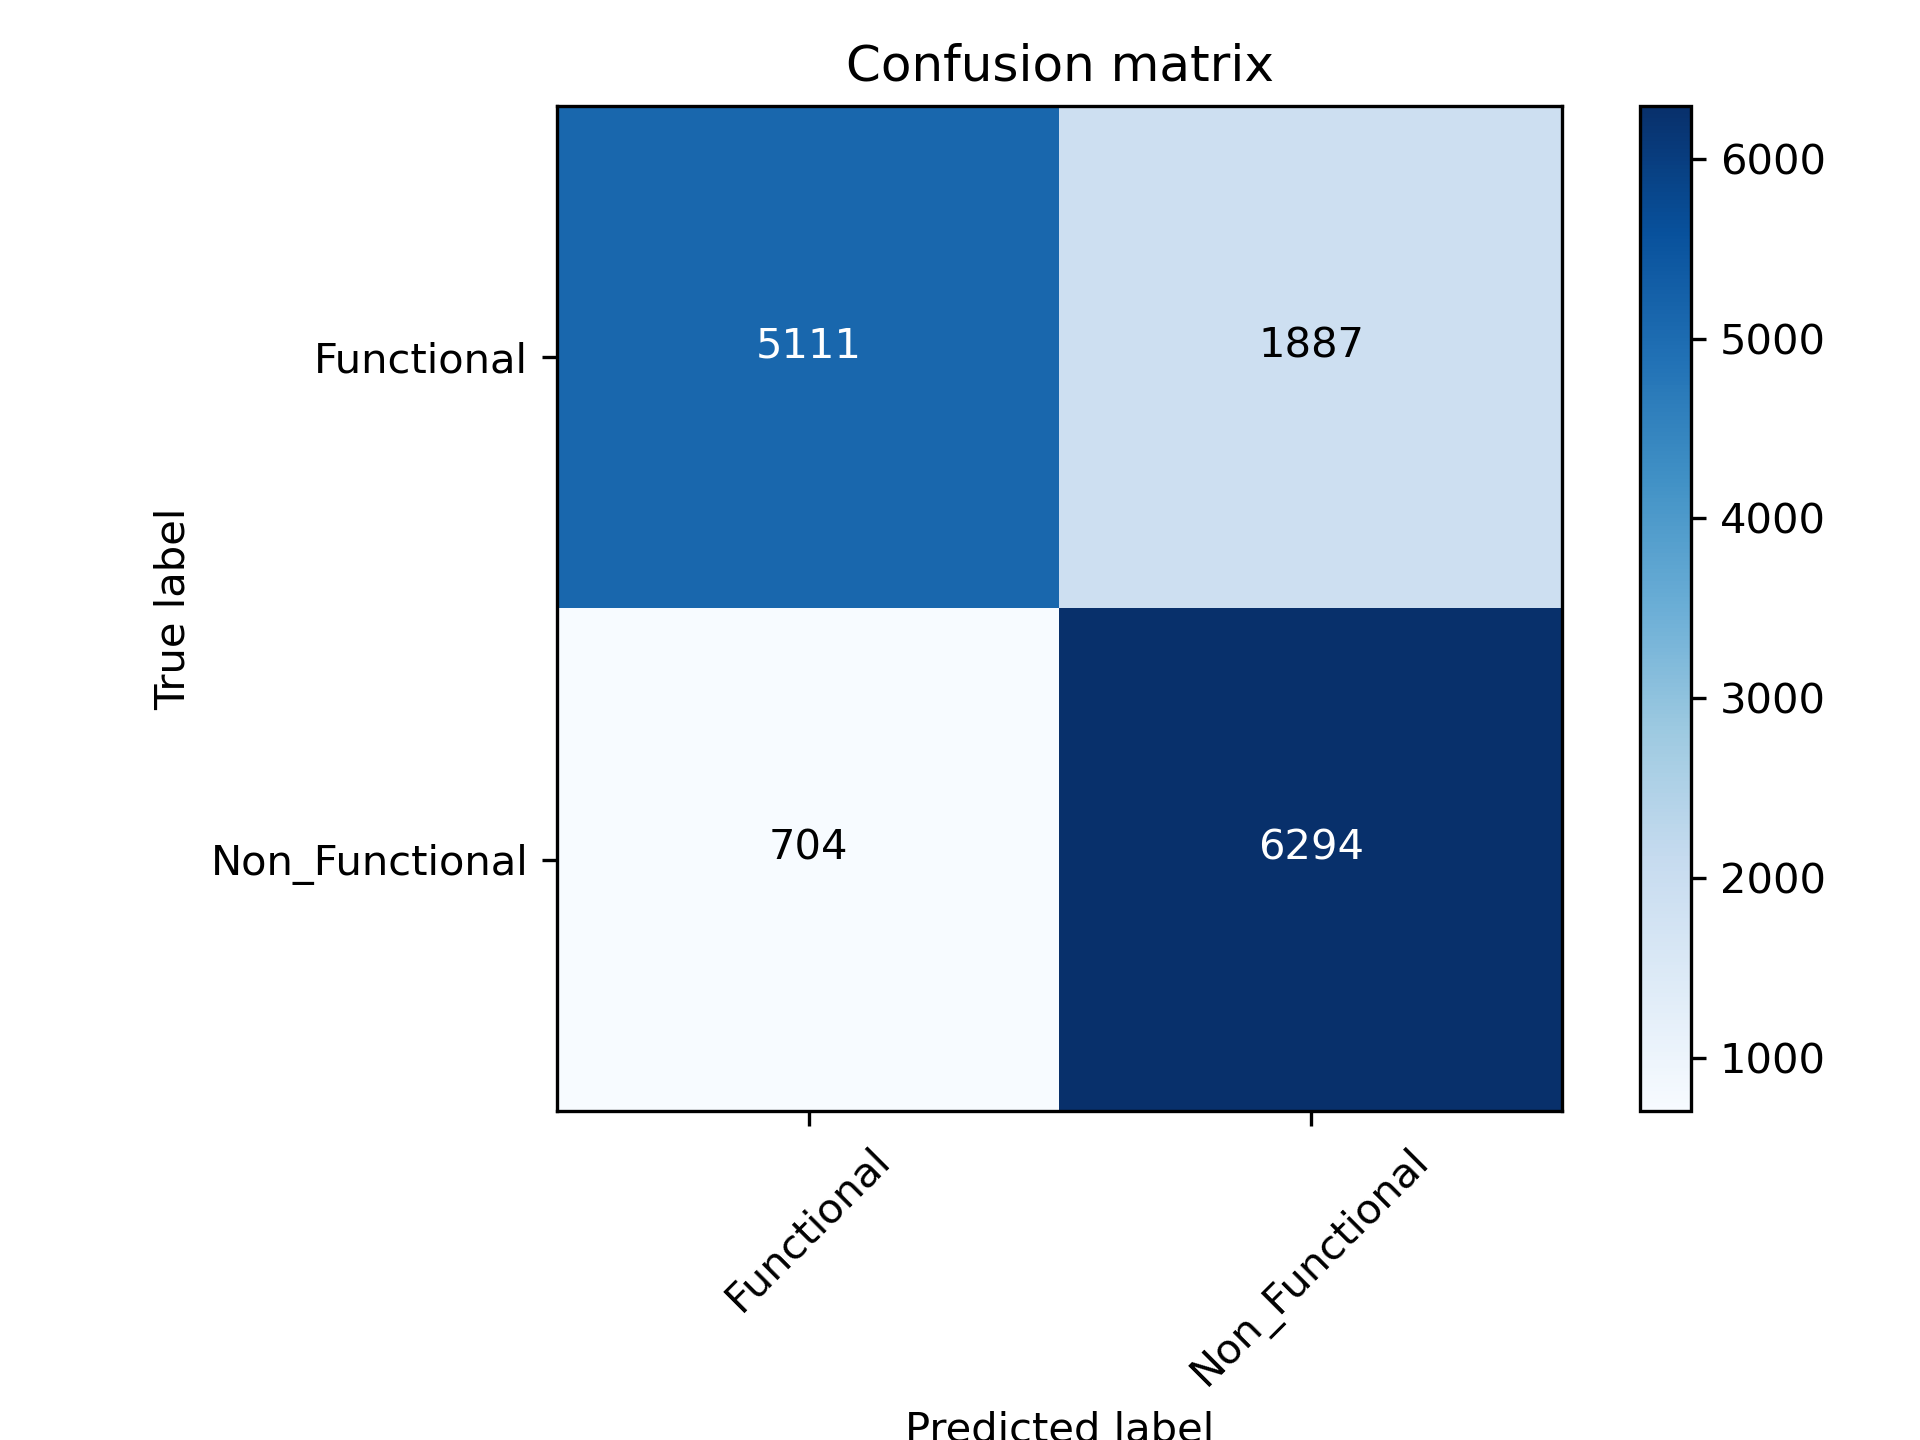 Confusion matrix
6000
5000
4000
3000
2000
1000
True label
Functional
5111
1887
Non_Functional
704
6294
Functional
Non_Functional
Predicted label